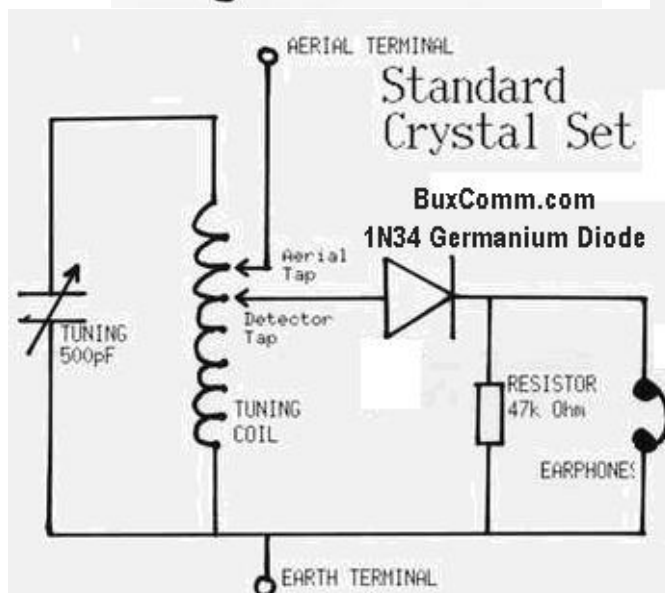 AERIAL TERMINAL
Standard
Crystal Set
BuxComm.com
1N34 Germanium Diode
Aerial
Tap
Detector
Tap
TUNING
500pF
TUNING
COIL
RESISTOR
47k Ohm
EARPHONES
EARTH TERMINAL